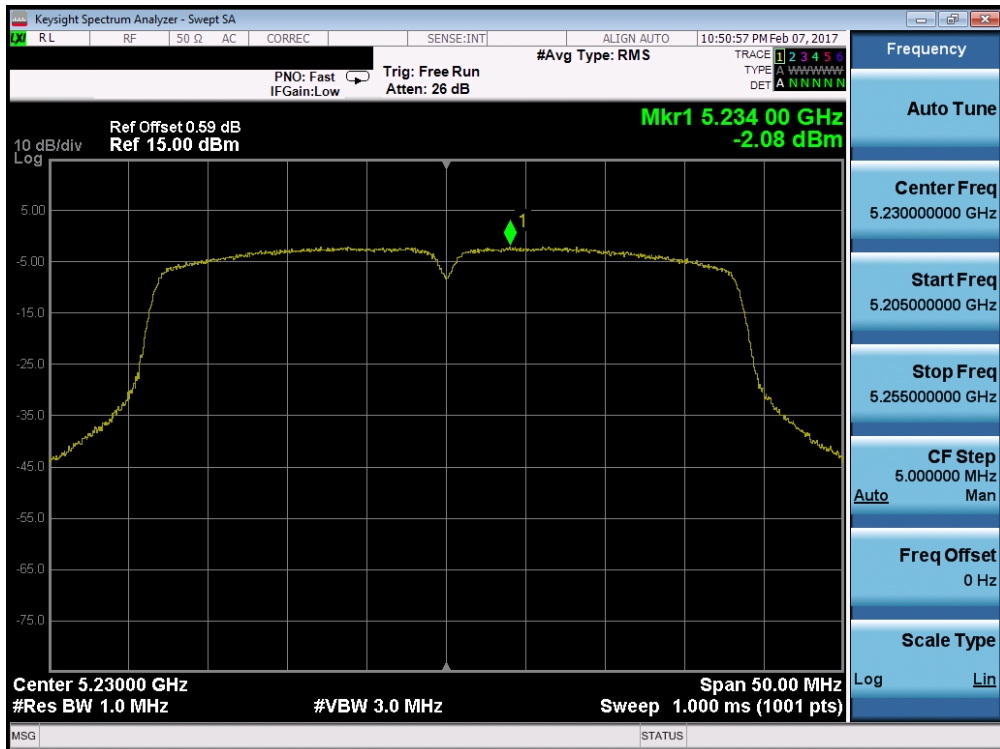 Keysight Spectrum Analyzer - Swept SA
LXI RL RF 50 Ω AC CORREC SENSE:INT ALIGN AUTO 10:50:57 PM Feb 07, 2017
#Avg Type: RMS
TRACE 1 2 3 4 5 6
TYPE A WWWWW
DET A N N N N N
PNO: Fast
IFGain:Low
Trig: Free Run
Atten: 26 dB
Mkr1 5.234 00 GHz
-2.08 dBm
Ref Offset 0.59 dB
10 dB/div Ref 15.00 dBm
Log
1
5.00
-5.00
-15.0
-25.0
-35.0
-45.0
-55.0
-65.0
-75.0
Center 5.23000 GHz Span 50.00 MHz
#Res BW 1.0 MHz #VBW 3.0 MHz Sweep 1.000 ms (1001 pts)
MSG STATUS
Frequency
Auto Tune
Center Freq
5.230000000 GHz
Start Freq
5.205000000 GHz
Stop Freq
5.255000000 GHz
CF Step
5.000000 MHz
Auto Man
Freq Offset
0 Hz
Scale Type
Log Lin